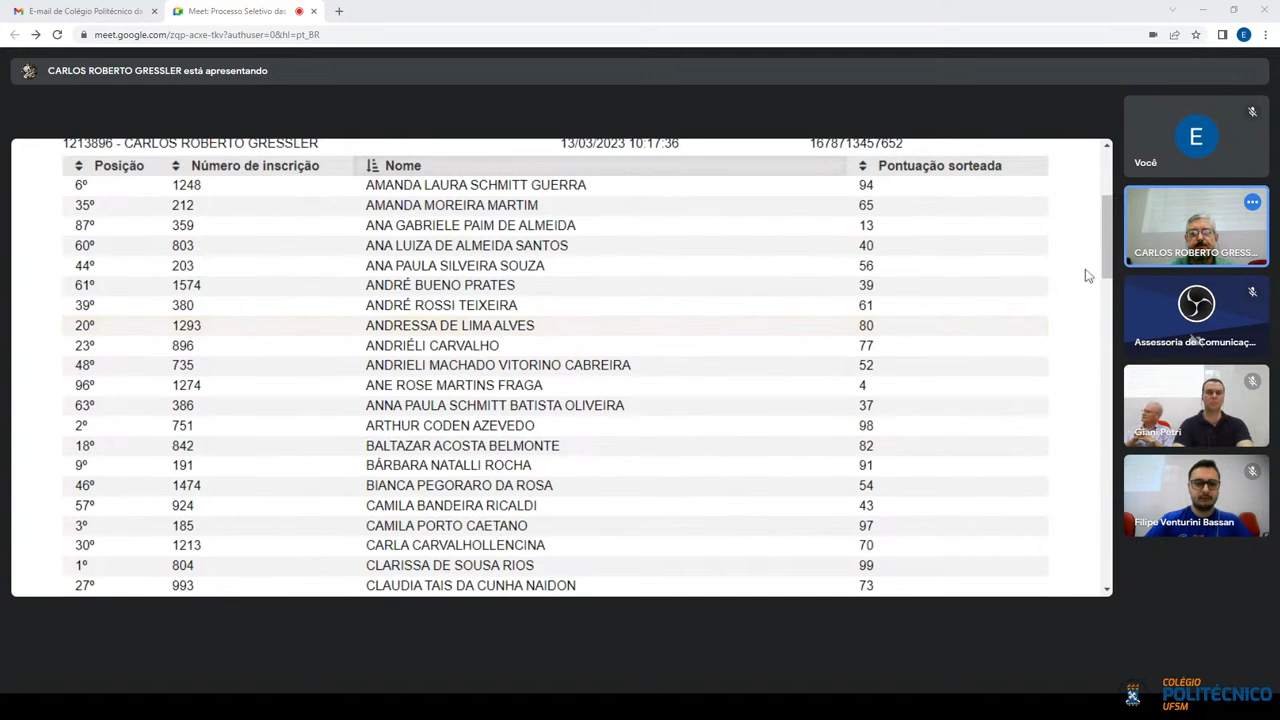 E-mail de Colégio Politécnico da
Meet: Processo Seletivo das
meet.google.com/zqp-acxe-tkv?authuser=0&hl=pt_BR
E
CARLOS ROBERTO GRESSLER está apresentando
1213896 - CARLOS ROBERTO GRESSLER 13/03/2023 10:17:36 1678713457652
Posição Número de inscrição Nome Pontuação sorteada
6º 1248 AMANDA LAURA SCHMITT GUERRA 94
35º 212 AMANDA MOREIRA MARTIM 65
87º 359 ANA GABRIELE PAIM DE ALMEIDA 13
60º 803 ANA LUIZA DE ALMEIDA SANTOS 40
44º 203 ANA PAULA SILVEIRA SOUZA 56
61º 1574 ANDRÉ BUENO PRATES 39
39º 380 ANDRÉ ROSSI TEIXEIRA 61
20º 1293 ANDRESSA DE LIMA ALVES 80
23º 896 ANDRIÉLI CARVALHO 77
48º 735 ANDRIELI MACHADO VITORINO CABREIRA 52
96º 1274 ANE ROSE MARTINS FRAGA 4
63º 386 ANNA PAULA SCHMITT BATISTA OLIVEIRA 37
2º 751 ARTHUR CODEN AZEVEDO 98
18º 842 BALTAZAR ACOSTA BELMONTE 82
9º 191 BÁRBARA NATALLI ROCHA 91
46º 1474 BIANCA PEGORARO DA ROSA 54
57º 924 CAMILA BANDEIRA RICALDI 43
3º 185 CAMILA PORTO CAETANO 97
30º 1213 CARLA CARVALHOLLENCINA 70
1º 804 CLARISSA DE SOUSA RIOS 99
27º 993 CLAUDIA TAIS DA CUNHA NAIDON 73
E
Você
CARLOS ROBERTO GRESS...
Assessoria de Comunicaç...
Giani Petri
Filipe Venturini Bassan
COLÉGIO
POLITÉCNICO
UFSM